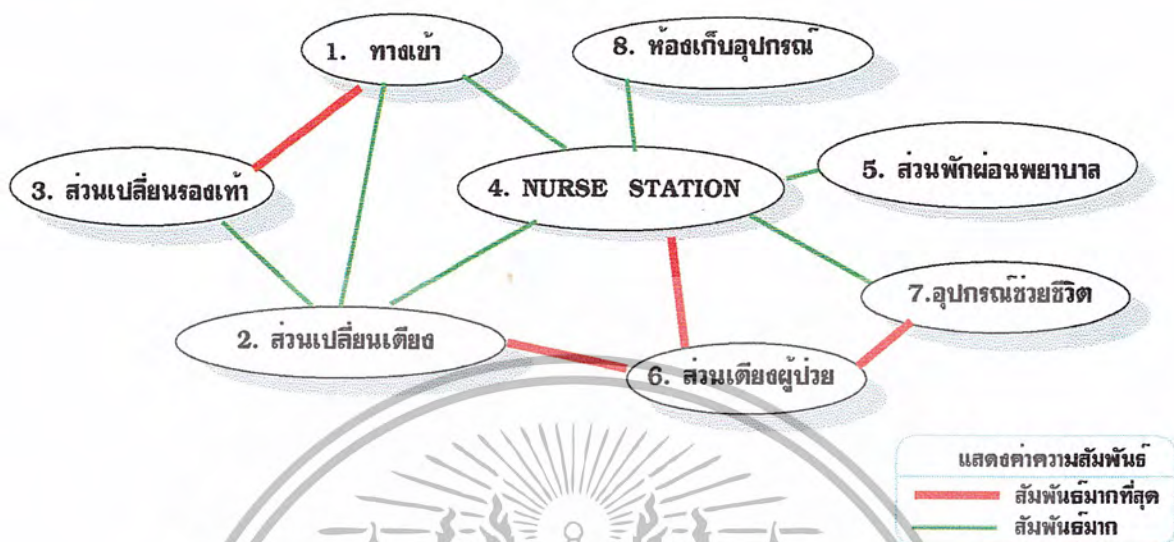 1. ทางเข้า
8. ห้องเก็บอุปกรณ์
3. ส่วนเปลี่ยนรองเท้า
4. NURSE STATION
5. ส่วนพักผ่อนพยาบาล
7.อุปกรณ์ช่วยชีวิต
2. ส่วนเปลี่ยนเตียง
6. ส่วนเตียงผู้ป่วย
แสดงค่าความสัมพันธ์
สัมพันธ์มากที่สุด
สัมพันธ์มาก